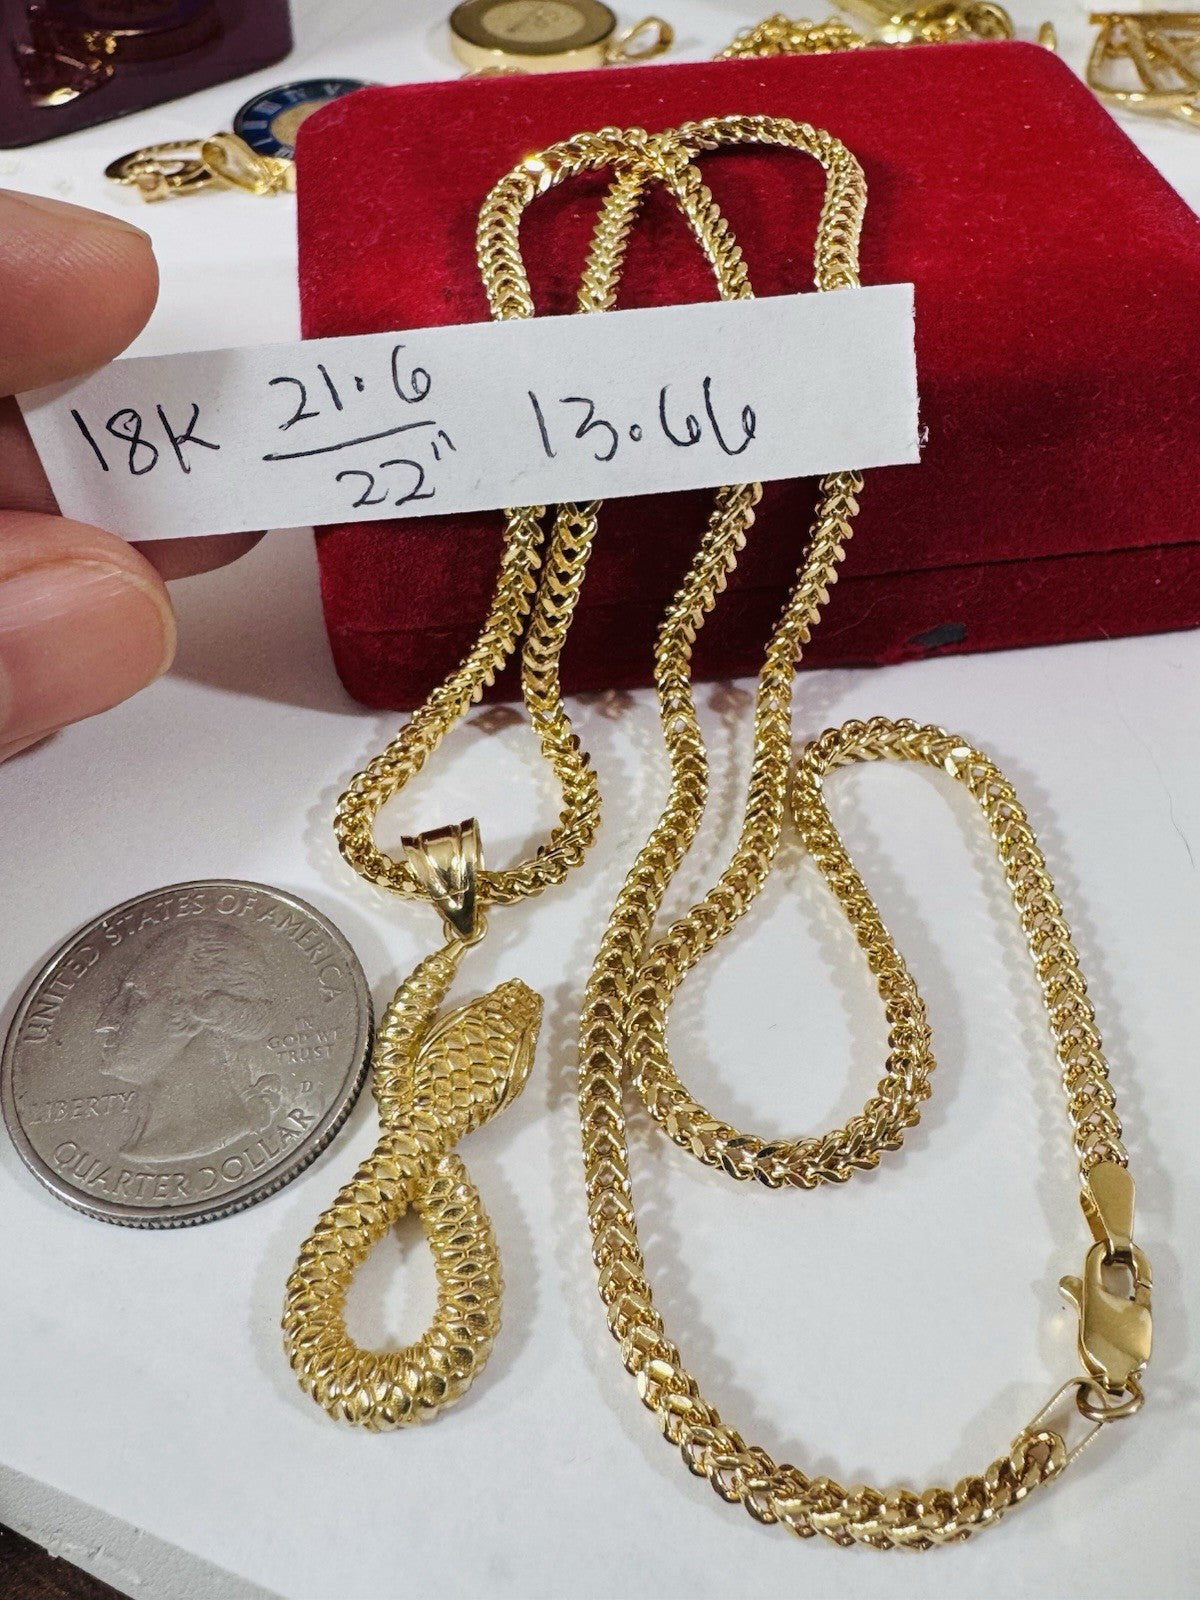 18K 21.6 13.66
22"
UNITED STATES OF AMERICA
IN
GOD WE
TRUST
LIBERTY
D
QUARTER DOLLAR